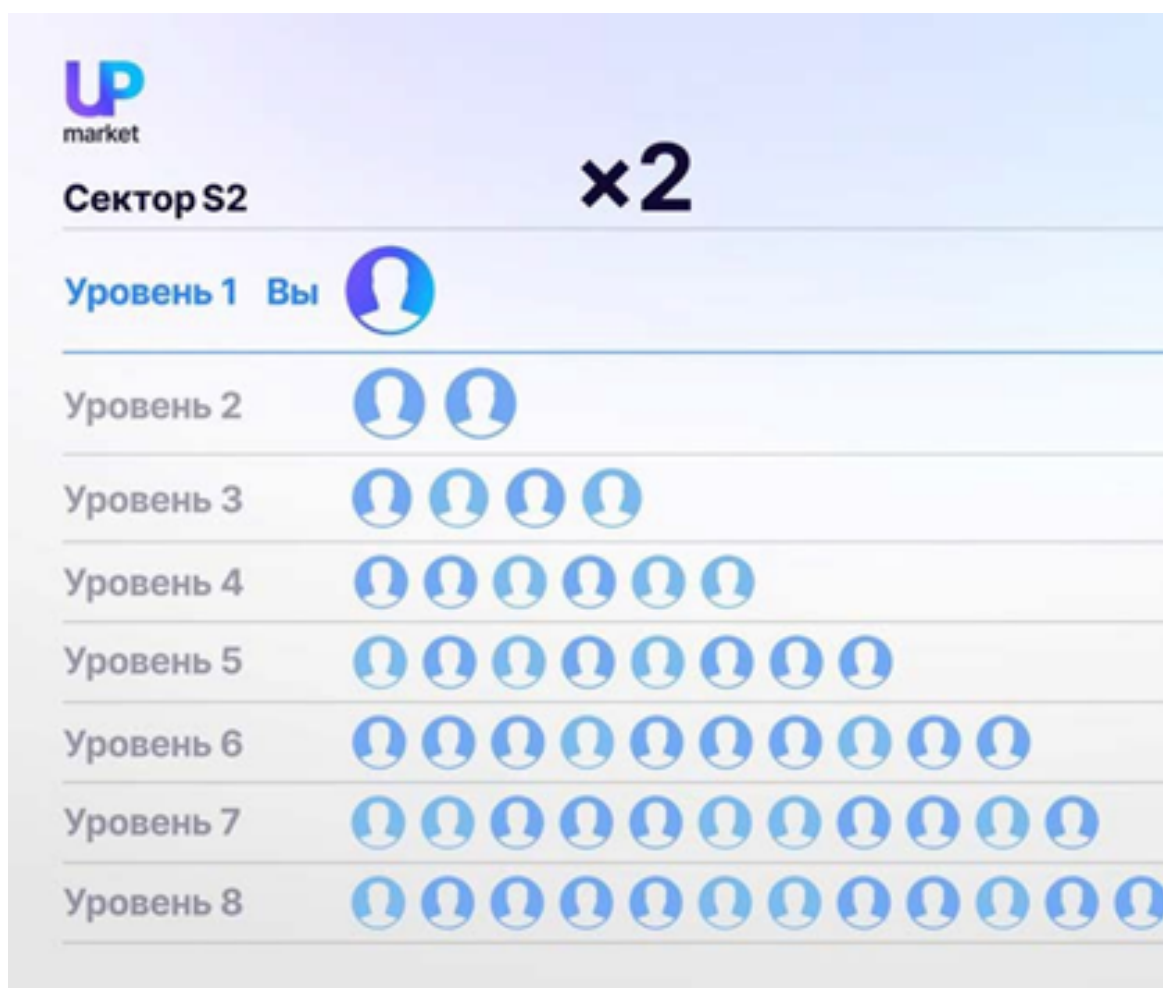 UP
market
×2
Сектор S2
Уровень 1 Вы
Уровень 2
Уровень 3
Уровень 4
Уровень 5
Уровень 6
Уровень 7
Уровень 8